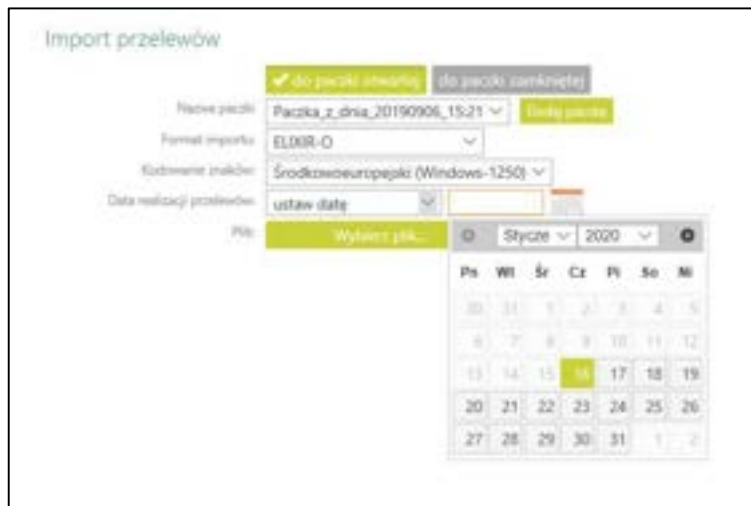 Import przelewów
do paczki otwartej do paczki zamkniętej
Nazwa paczki Paczka_z_dnia_20190906_15:21 Dodaj paczkę
Format importu ELIXIR-O
Kodowanie znaków Środkowoeuropejski (Windows-1250)
Data realizacji przelewów ustaw datę
Plik Wybierz plik...
Stycze 2020
Pn Wt Śr Cz Pi So Ni
30 31 1 2 3 4 5
6 7 8 9 10 11 12
13 14 15 16 17 18 19
20 21 22 23 24 25 26
27 28 29 30 31 1 2